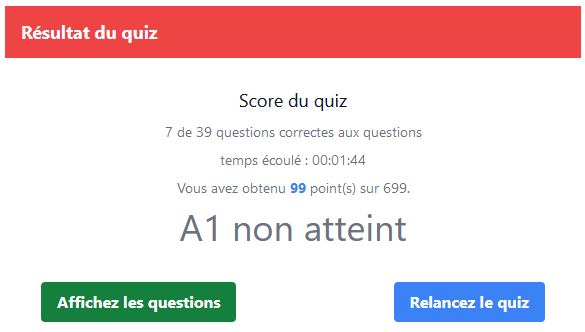 Résultat du quiz
Score du quiz
7 de 39 questions correctes aux questions
temps écoulé : 00:01:44
Vous avez obtenu 99 point(s) sur 699.
A1 non atteint
Affichez les questions
Relancez le quiz